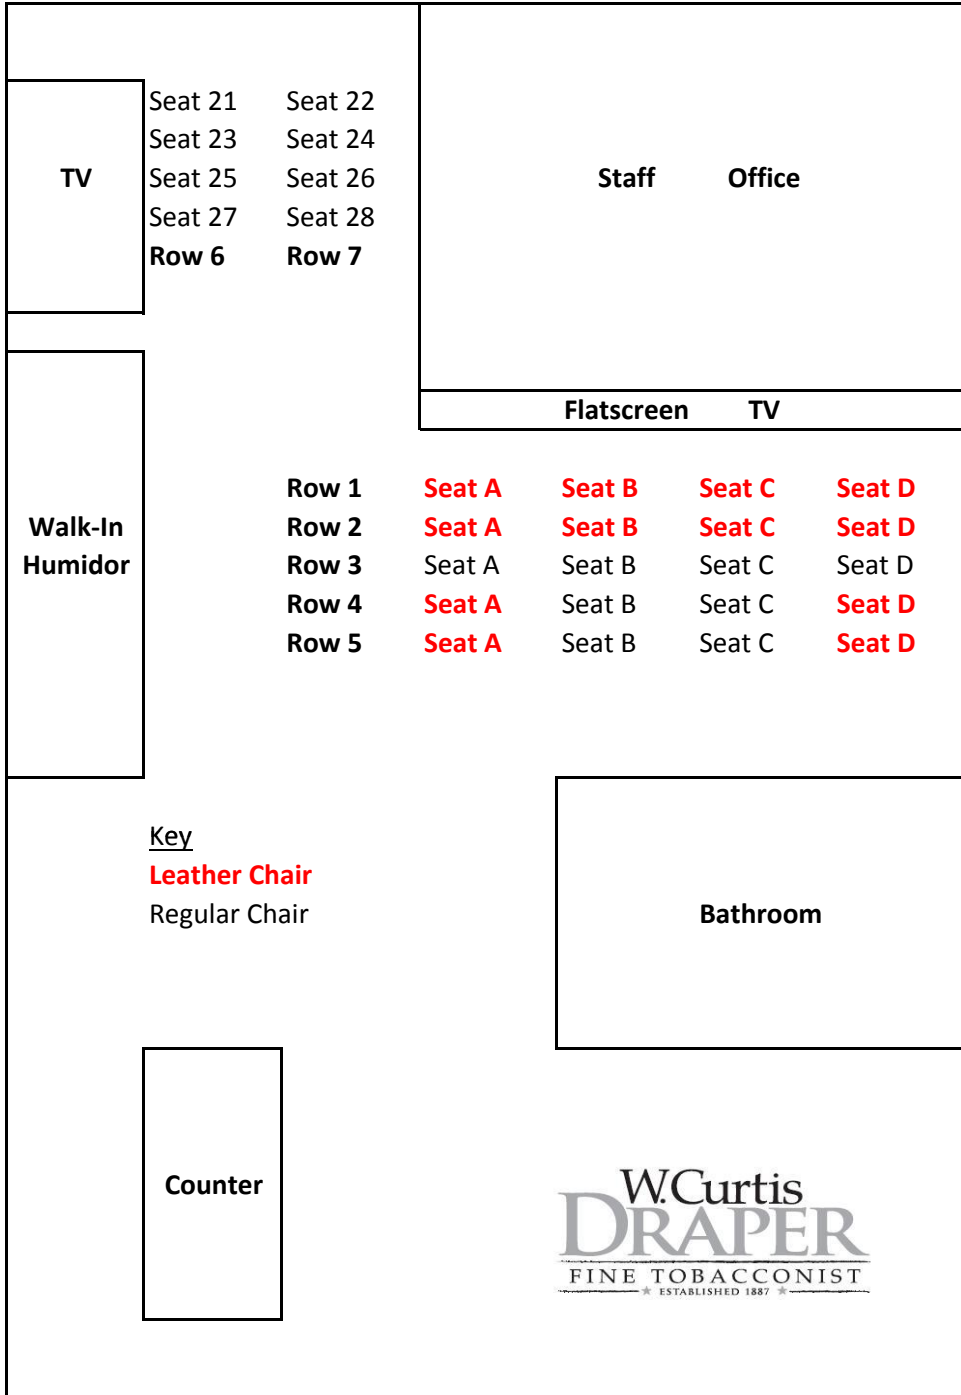 Seat 21 Seat 22
Seat 23 Seat 24
TV Seat 25 Seat 26 Staff Office
Seat 27 Seat 28
Row 6 Row 7
Flatscreen TV
Row 1 Seat A Seat B Seat C Seat D
Walk-In Row 2 Seat A Seat B Seat C Seat D
Humidor Row 3 Seat A Seat B Seat C Seat D
Row 4 Seat A Seat B Seat C Seat D
Row 5 Seat A Seat B Seat C Seat D
Key
Leather Chair
Regular Chair Bathroom
Counter
W.Curtis
DRAPER
FINE TOBACCONIST
ESTABLISHED 1887